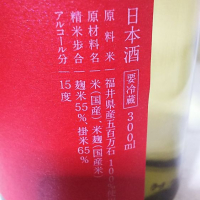 日本酒 要冷蔵 300ml
原料米 福井県産五百万石10
原材料名 米(国産)、米麹(国産米)
精米歩合 麹米55%、掛米65%
アルコール分 15度